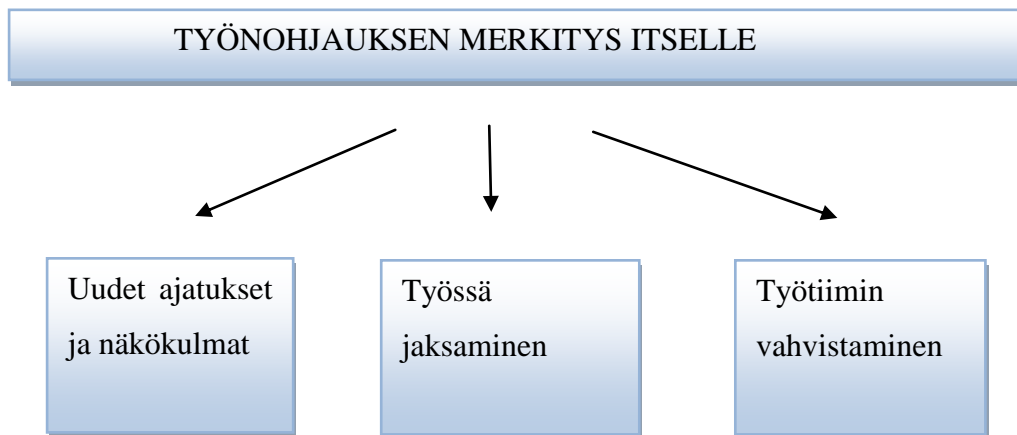 TYÖNOHJAUKSEN MERKITYS ITSELLE
Uudet ajatukset
ja näkökulmat
Työssä
jaksaminen
Työtiimin
vahvistaminen